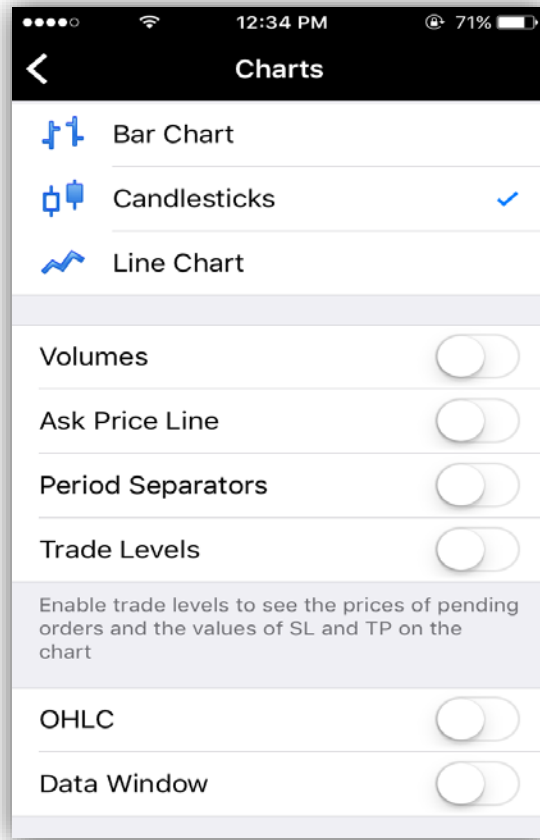 12:34 PM 71%
Charts
Bar Chart
Candlesticks
Line Chart
Volumes
Ask Price Line
Period Separators
Trade Levels
Enable trade levels to see the prices of pending
orders and the values of SL and TP on the
chart
OHLC
Data Window